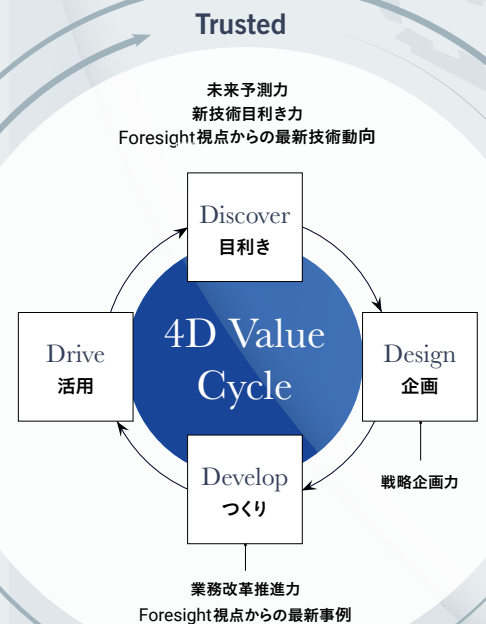 Trusted
未来予測力
新技術目利き力
Foresight視点からの最新技術動向
Discover
目利き
4D Value
Cycle
Drive
活用
Design
企画
Develop
つくり
戦略企画力
業務改革推進力
Foresight視点からの最新事例